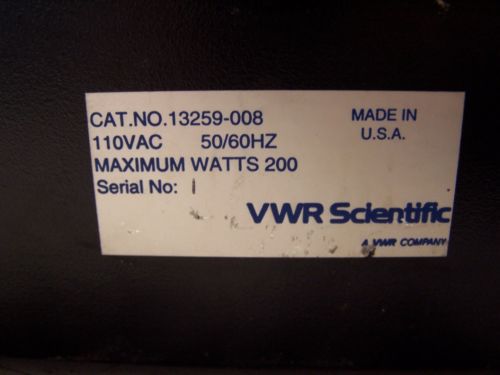 CAT.NO.13259-008
MADE IN
U.S.A.
110VAC 50/60HZ
MAXIMUM WATTS 200
Serial No: I
VWR Scientific
A VWR COMPANY